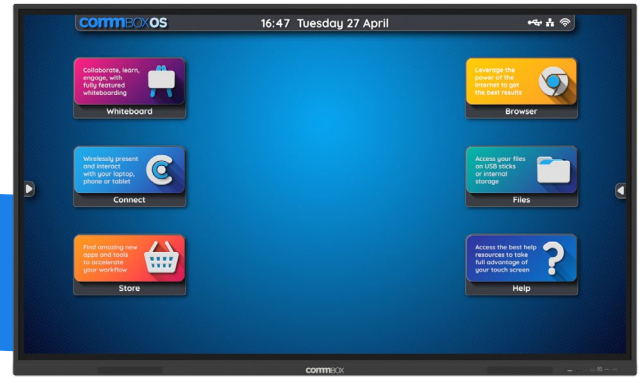 commBOXOS
16:47 Tuesday 27 April
Collaborate, learn,
engage, with
fully featured
whiteboarding
Whiteboard
Leverage the
power of the
internet to get
the best results
Browser
Wirelessly present
and interact
with your laptop,
phone or tablet
Connect
Access your files
on USB sticks
or internal
storage
Files
Find amazing new
apps and tools
to accelerate
your workflow
Store
Access the best help
resources to take
full advantage of
your touch screen
Help
commBOX